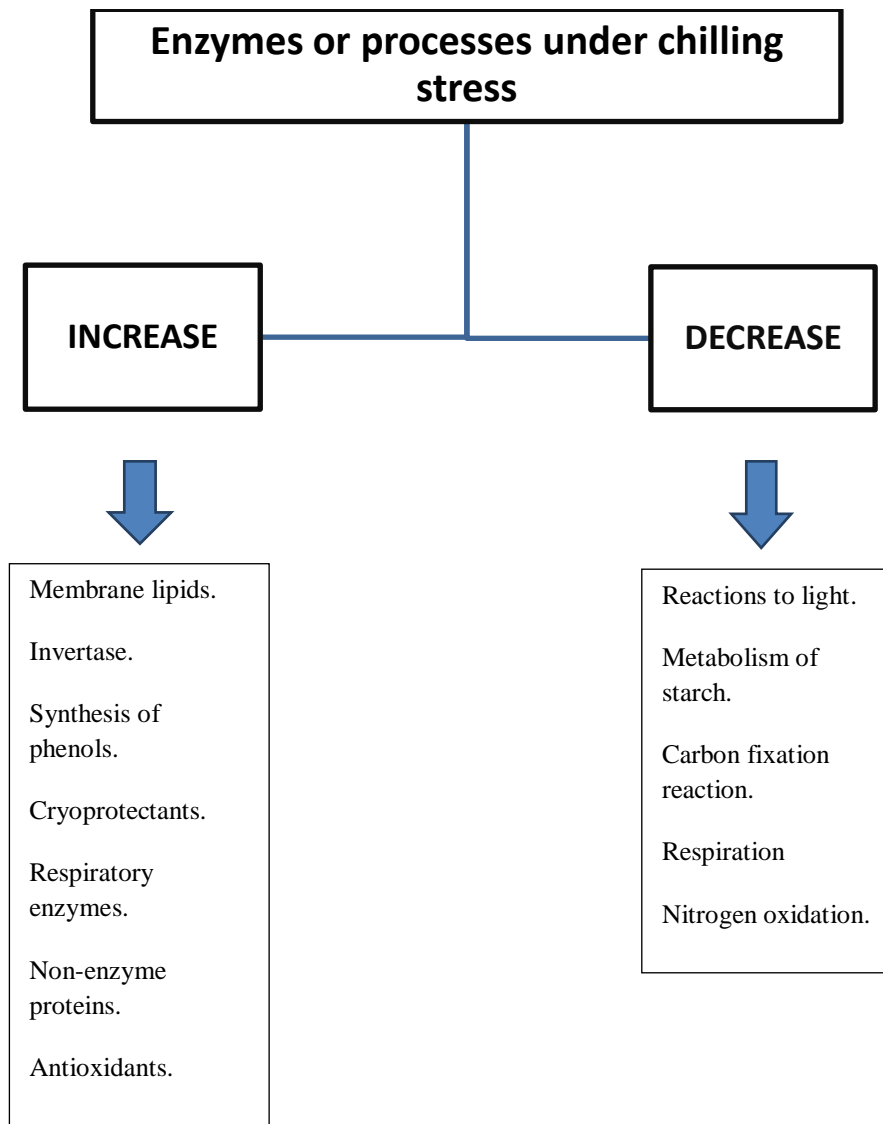 Enzymes or processes under chilling
stress
INCREASE
DECREASE
Membrane lipids.
Invertase.
Synthesis of
phenols.
Cryoprotectants.
Respiratory
enzymes.
Non-enzyme
proteins.
Antioxidants.
Reactions to light.
Metabolism of
starch.
Carbon fixation
reaction.
Respiration
Nitrogen oxidation.